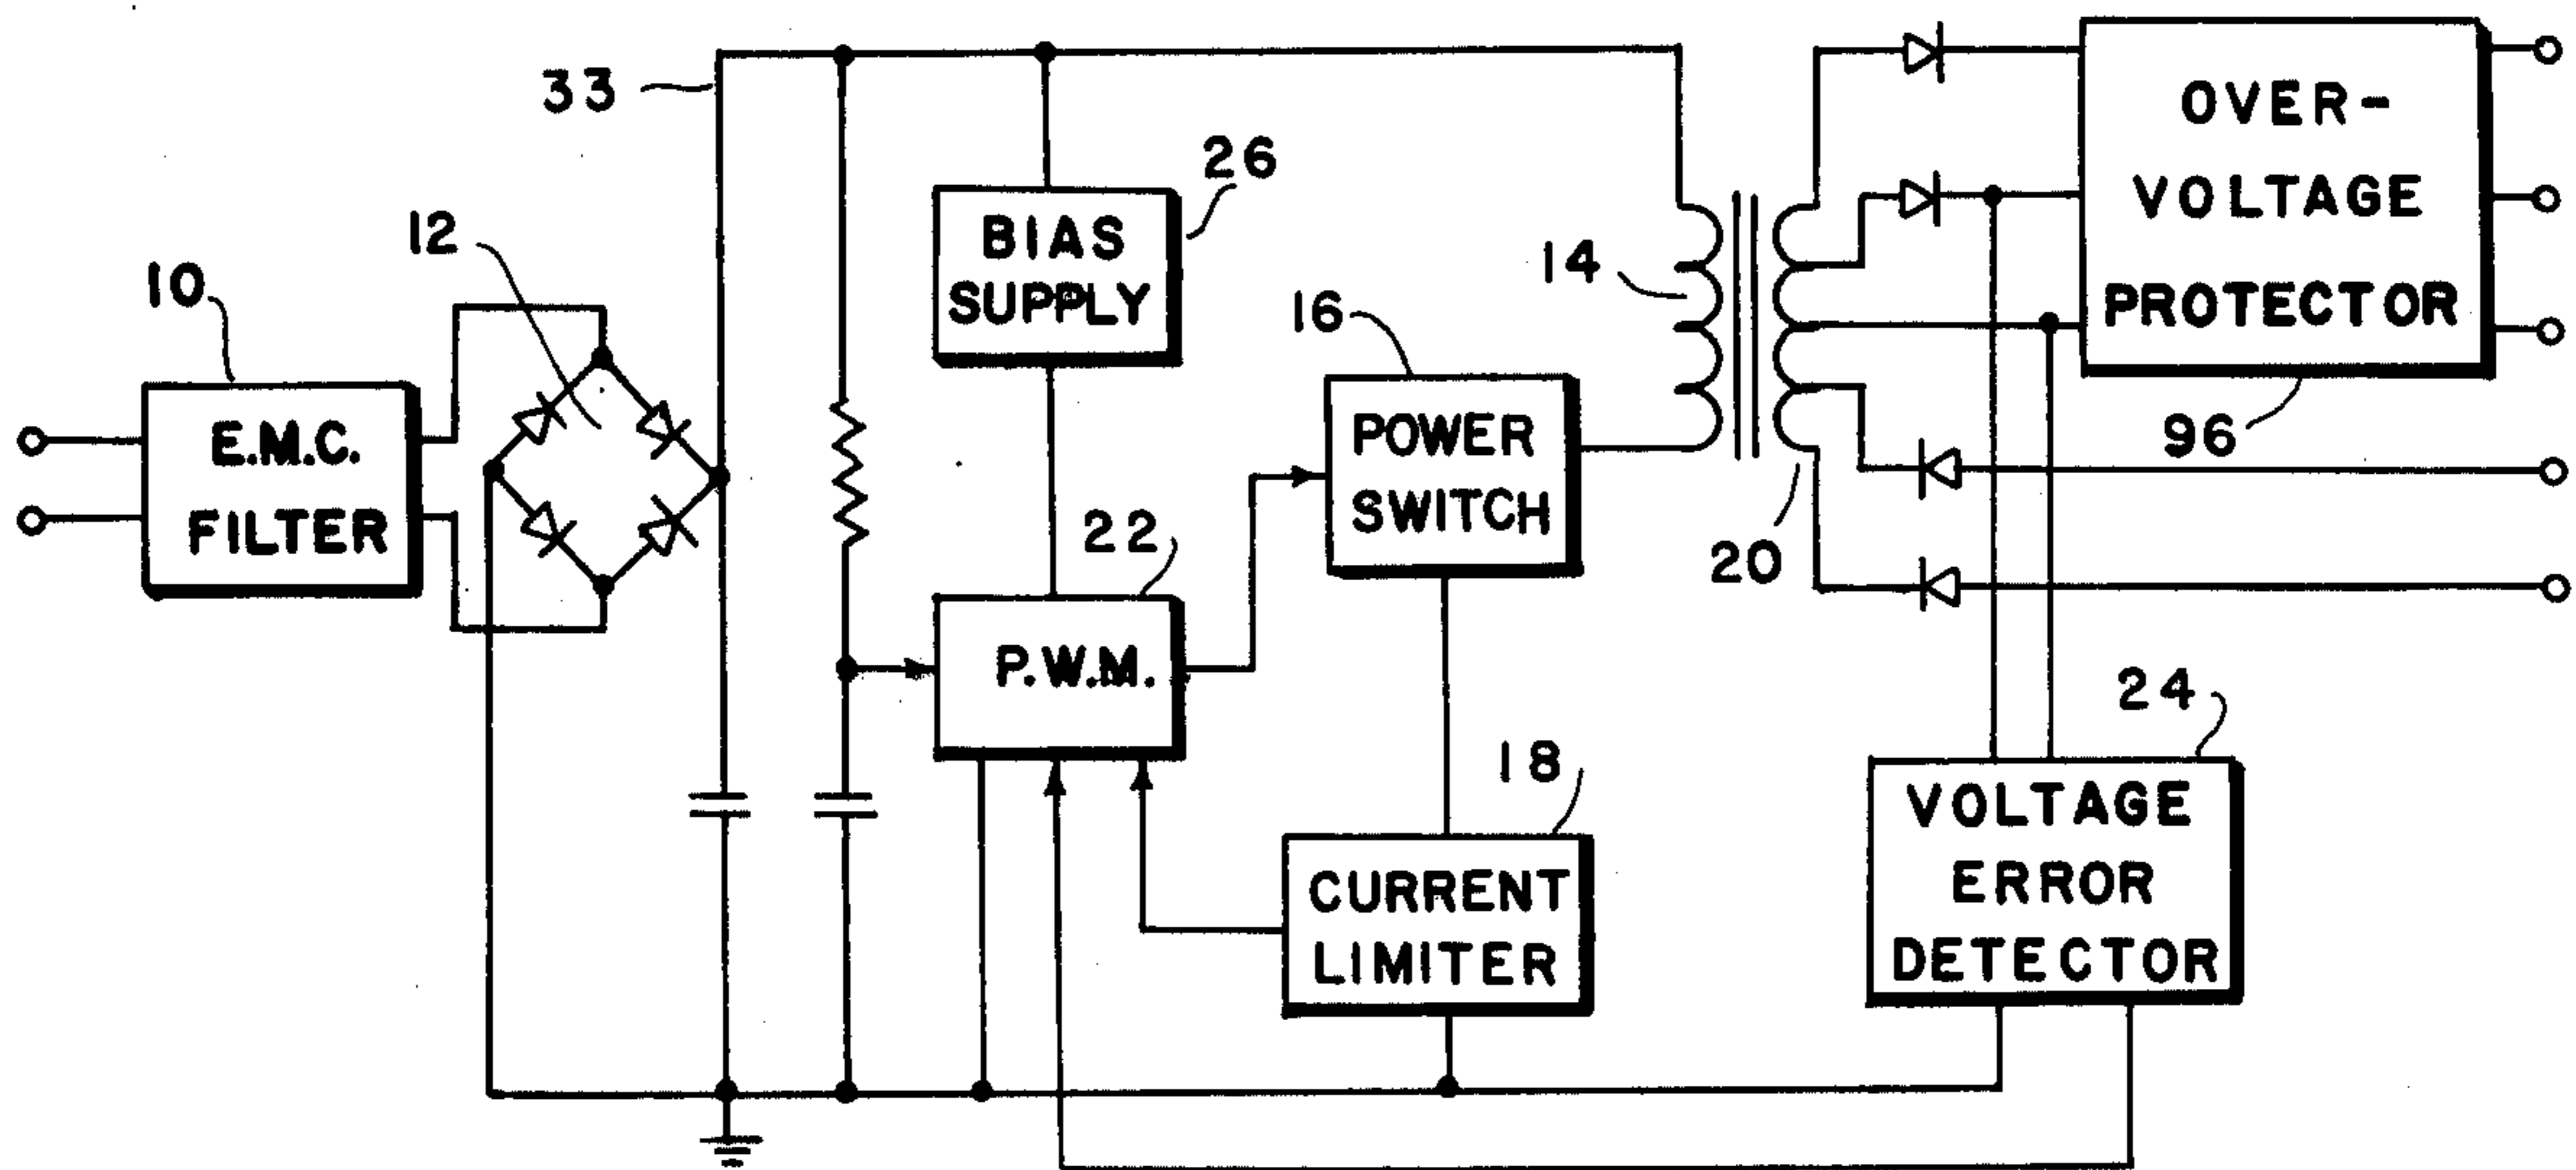 33
26
12
10
BIAS
SUPPLY
E.M.C.
FILTER
22
P.W.M.
16
POWER
SWITCH
14
20
18
CURRENT
LIMITER
OVER-
VOLTAGE
PROTECTOR
96
24
VOLTAGE
ERROR
DETECTOR